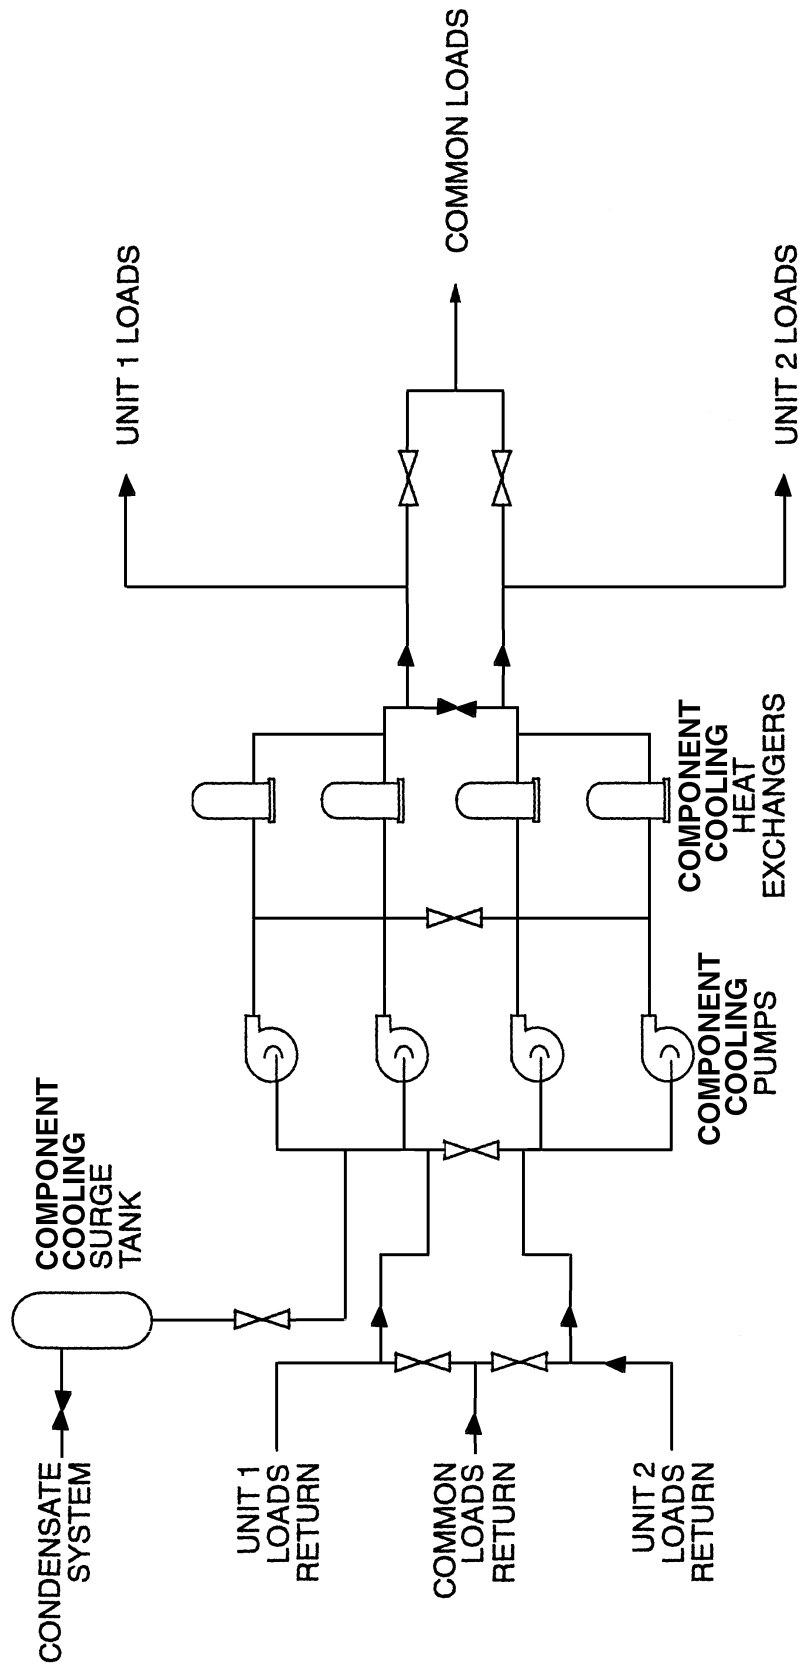 CONDENSATE
SYSTEM
COMPONENT
COOLING
SURGE
TANK
UNIT 1
LOADS
RETURN
COMMON
LOADS
RETURN
UNIT 2
LOADS
RETURN
COMPONENT
COOLING
PUMPS
COMPONENT
COOLING
HEAT
EXCHANGERS
UNIT 1 LOADS
COMMON LOADS
UNIT 2 LOADS